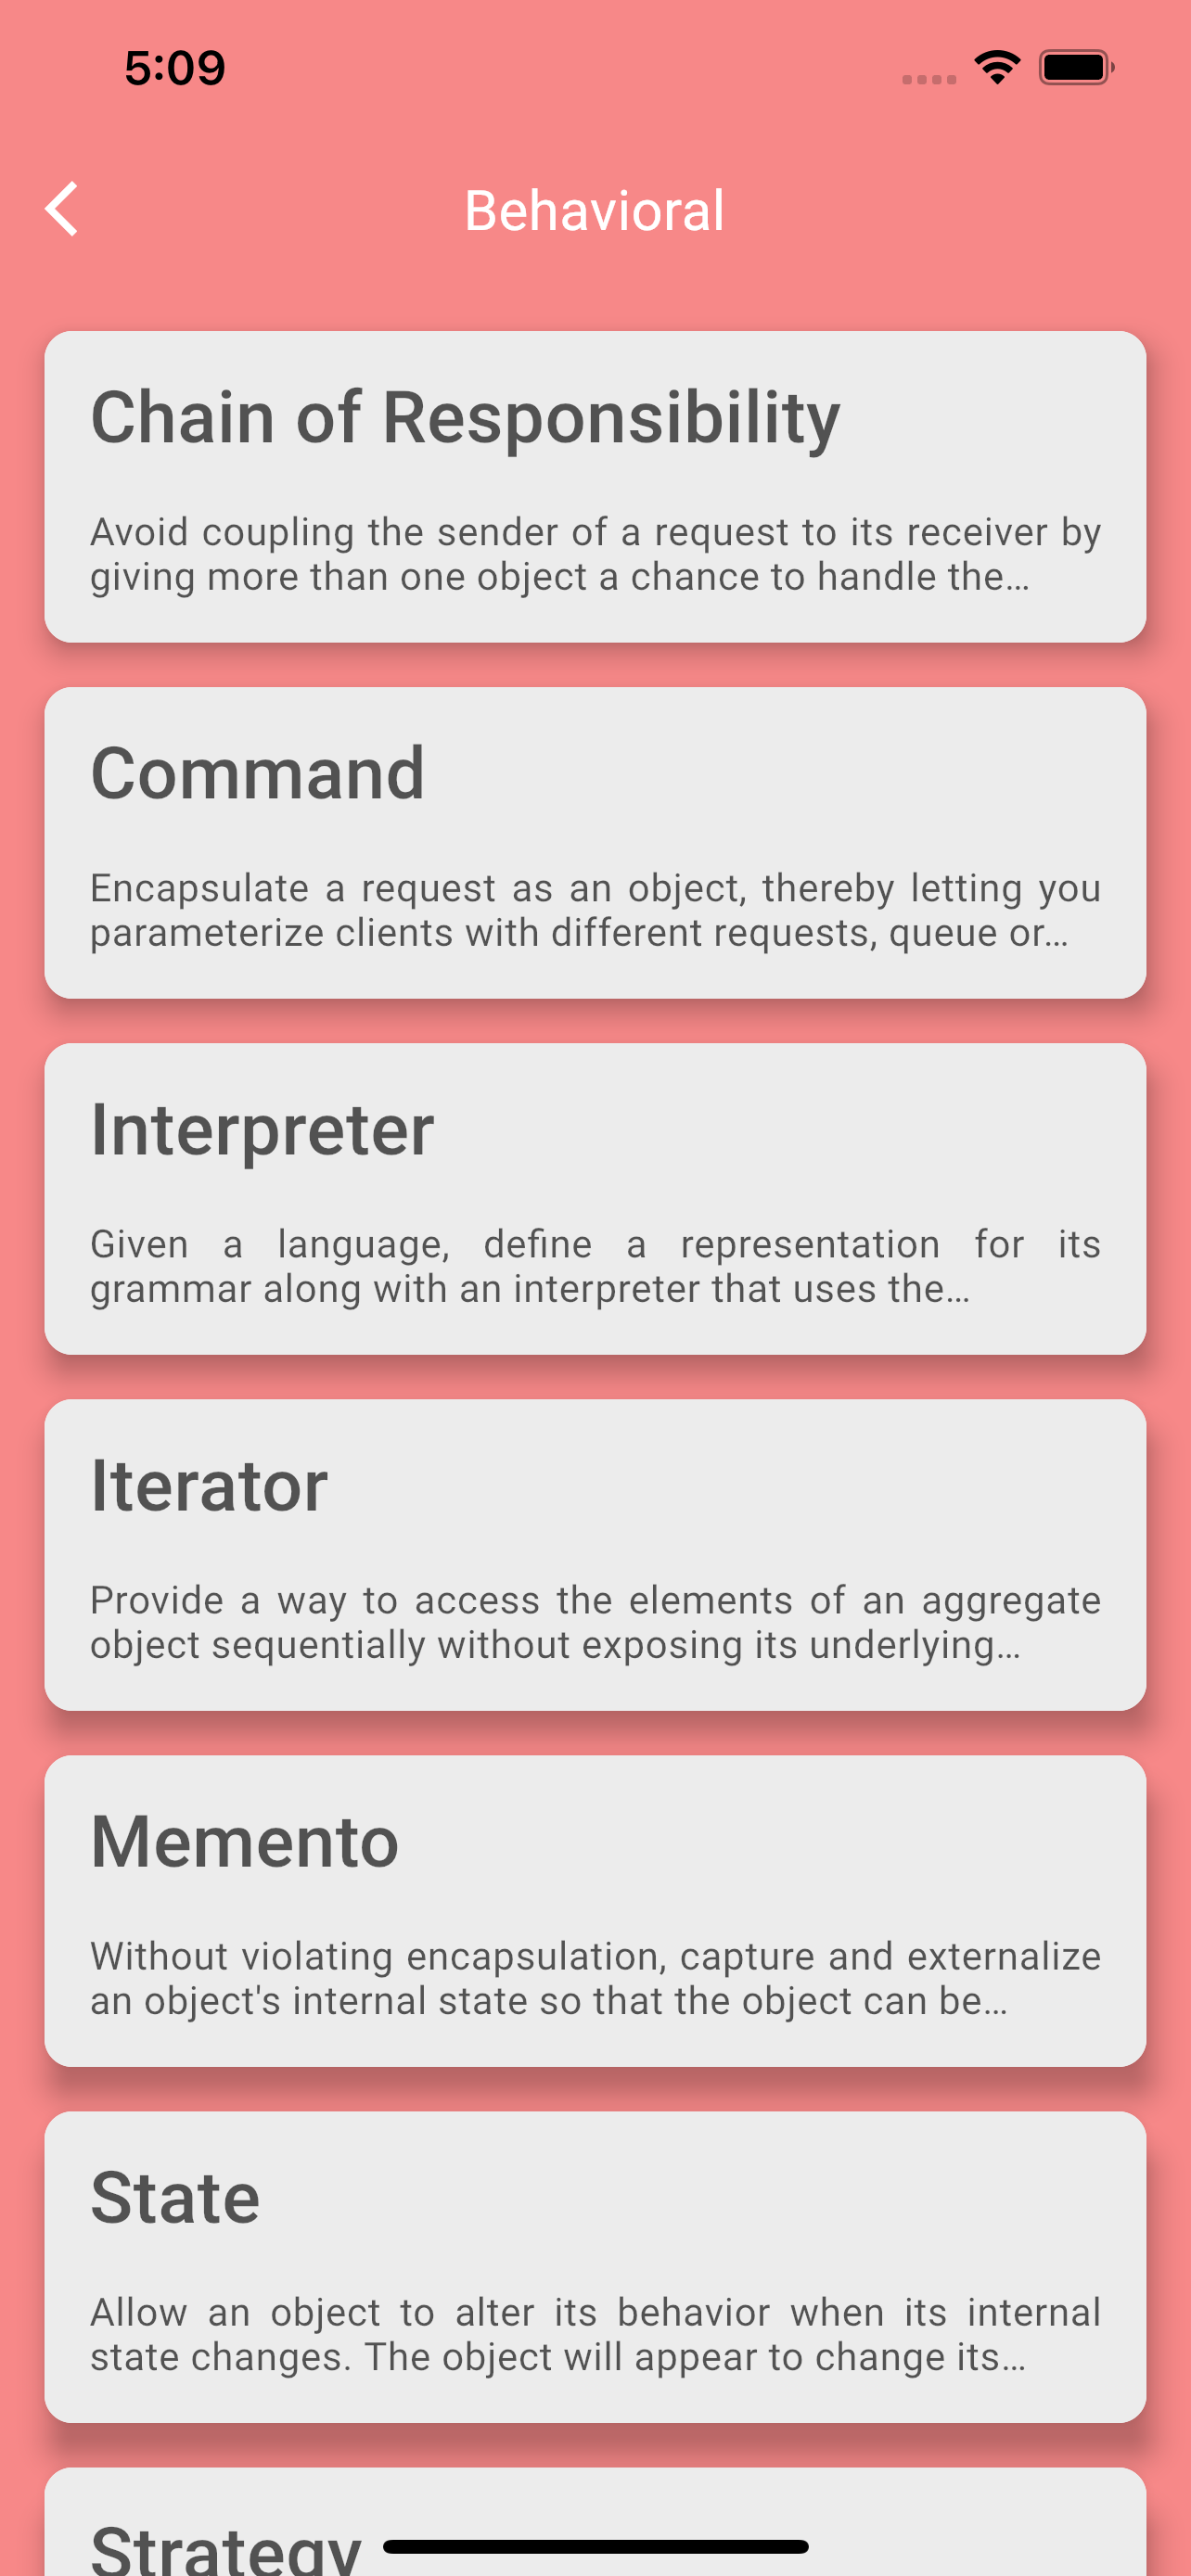 5:09
Behavioral
Chain of Responsibility
Avoid coupling the sender of a request to its receiver by
giving more than one object a chance to handle the...
Command
Encapsulate a request as an object, thereby letting you
parameterize clients with different requests, queue or...
Interpreter
Given a language, define a representation for its
grammar along with an interpreter that uses the...
Iterator
Provide a way to access the elements of an aggregate
object sequentially without exposing its underlying...
Memento
Without violating encapsulation, capture and externalize
an object's internal state so that the object can be...
State
Allow an object to alter its behavior when its internal
state changes. The object will appear to change its...
Strategy